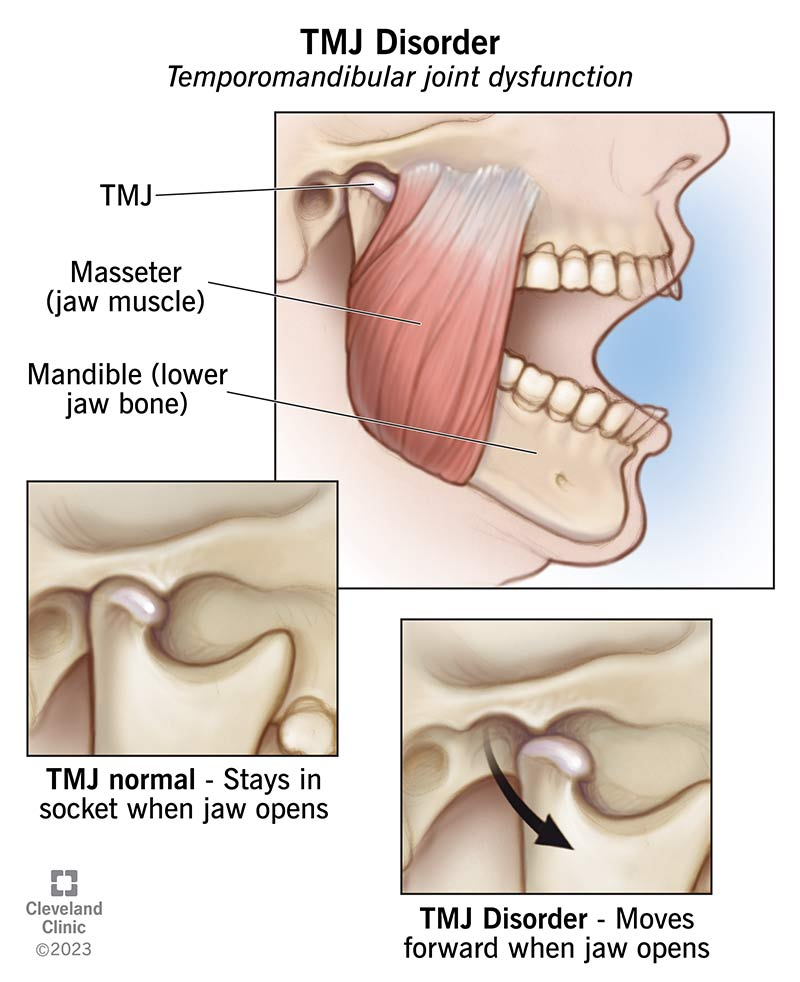 TMJ Disorder
Temporomandibular joint dysfunction
TMJ
Masseter
(jaw muscle)
Mandible (lower
jaw bone)
TMJ normal - Stays in
socket when jaw opens
TMJ Disorder - Moves
forward when jaw opens
Cleveland
Clinic
©2023